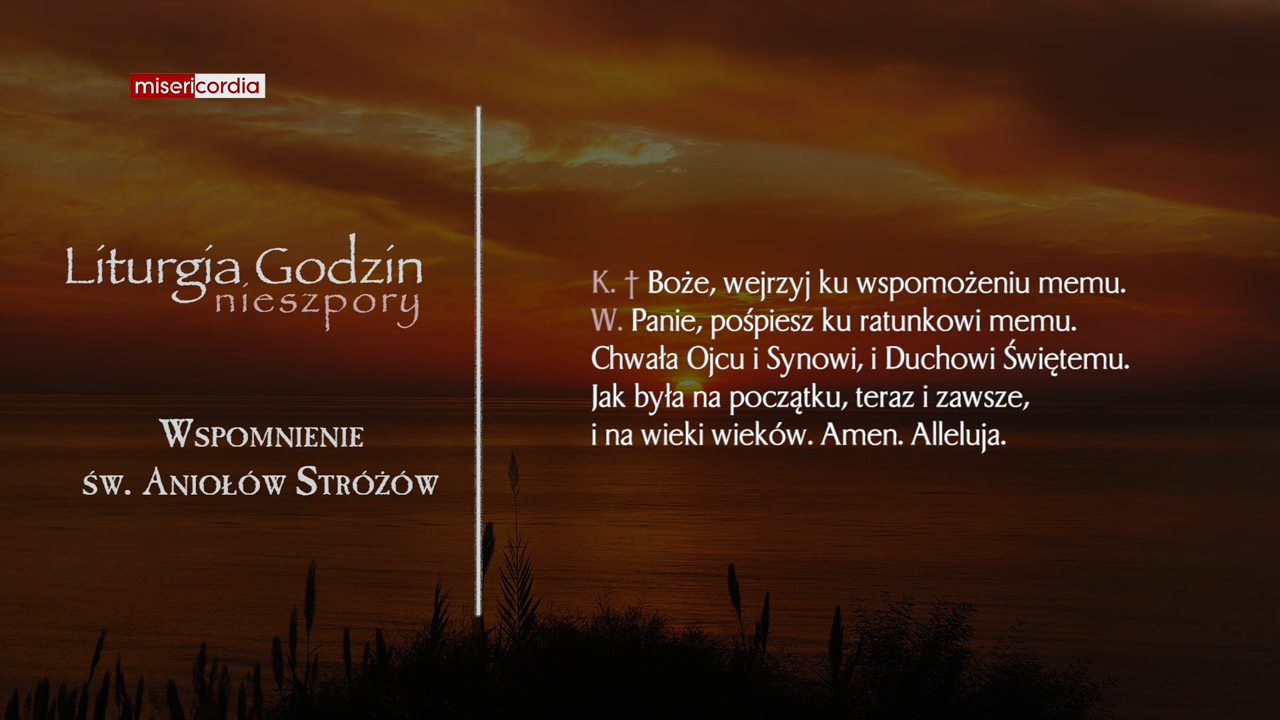 misericordia
Liturgia Godzin
nieszpory
Wspomnienie
św. Aniołów Stróżów
K. † Boże, wejrzyj ku wspomożeniu memu.
W. Panie, pośpiesz ku ratunkowi memu.
Chwała Ojcu i Synowi, i Duchowi Świętemu.
Jak była na początku, teraz i zawsze,
i na wieki wieków. Amen. Alleluja.